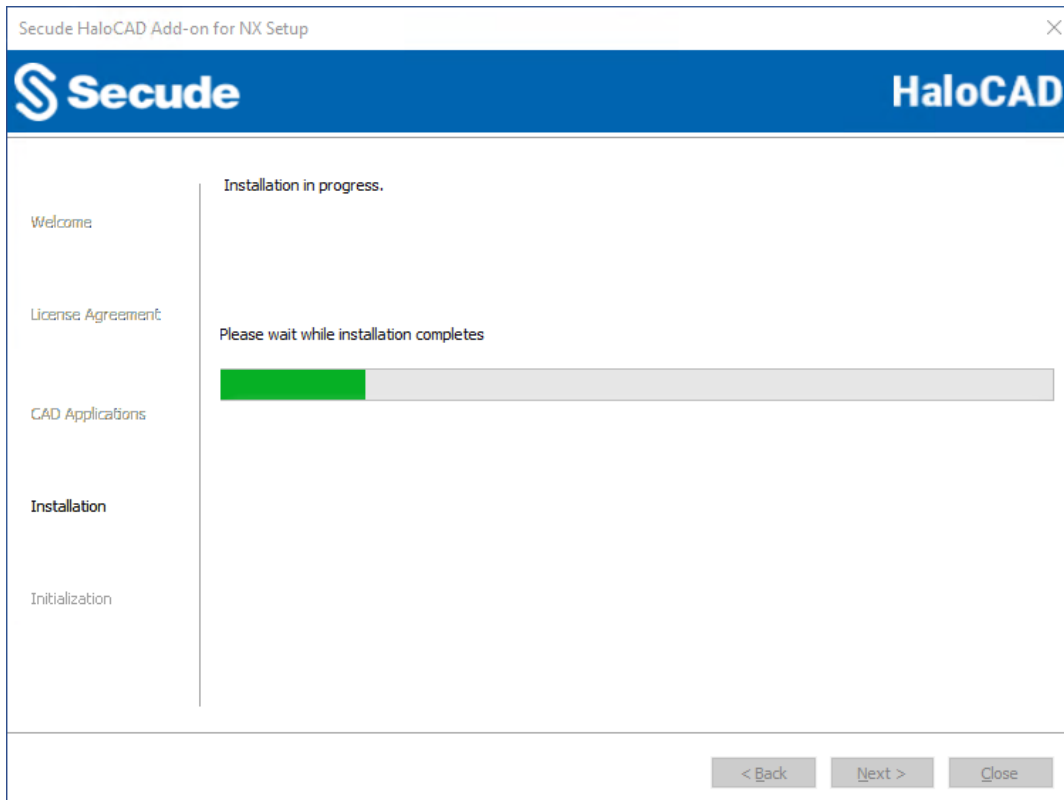 Secude HaloCAD Add-on for NX Setup
Secude
HaloCAD
Installation in progress.
Welcome
License Agreement
Please wait while installation completes
CAD Applications
Installation
Initialization
< Back
Next >
Close